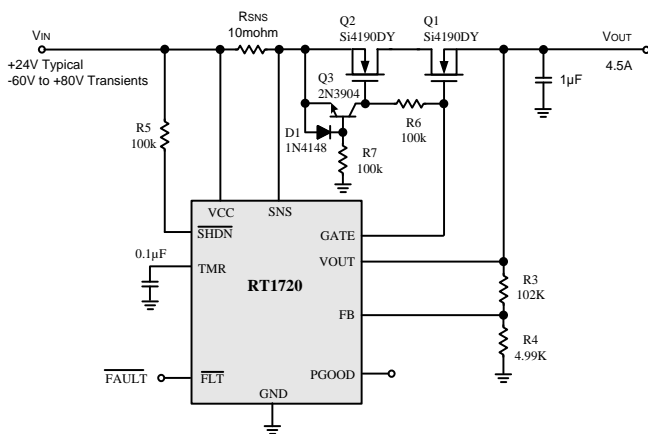 VIN
+24V Typical
-60V to +80V Transients
RSNS
10mohm
Q2
Si4190DY
Q1
Si4190DY
VOUT
4.5A
1µF
Q3
2N3904
R6
100k
D1
1N4148
R7
100k
R5
100k
VCC
SNS
SHDN
GATE
0.1µF
TMR
VOUT
RT1720
R3
102K
FB
R4
4.99K
FAULT
FLT
PGOOD
GND